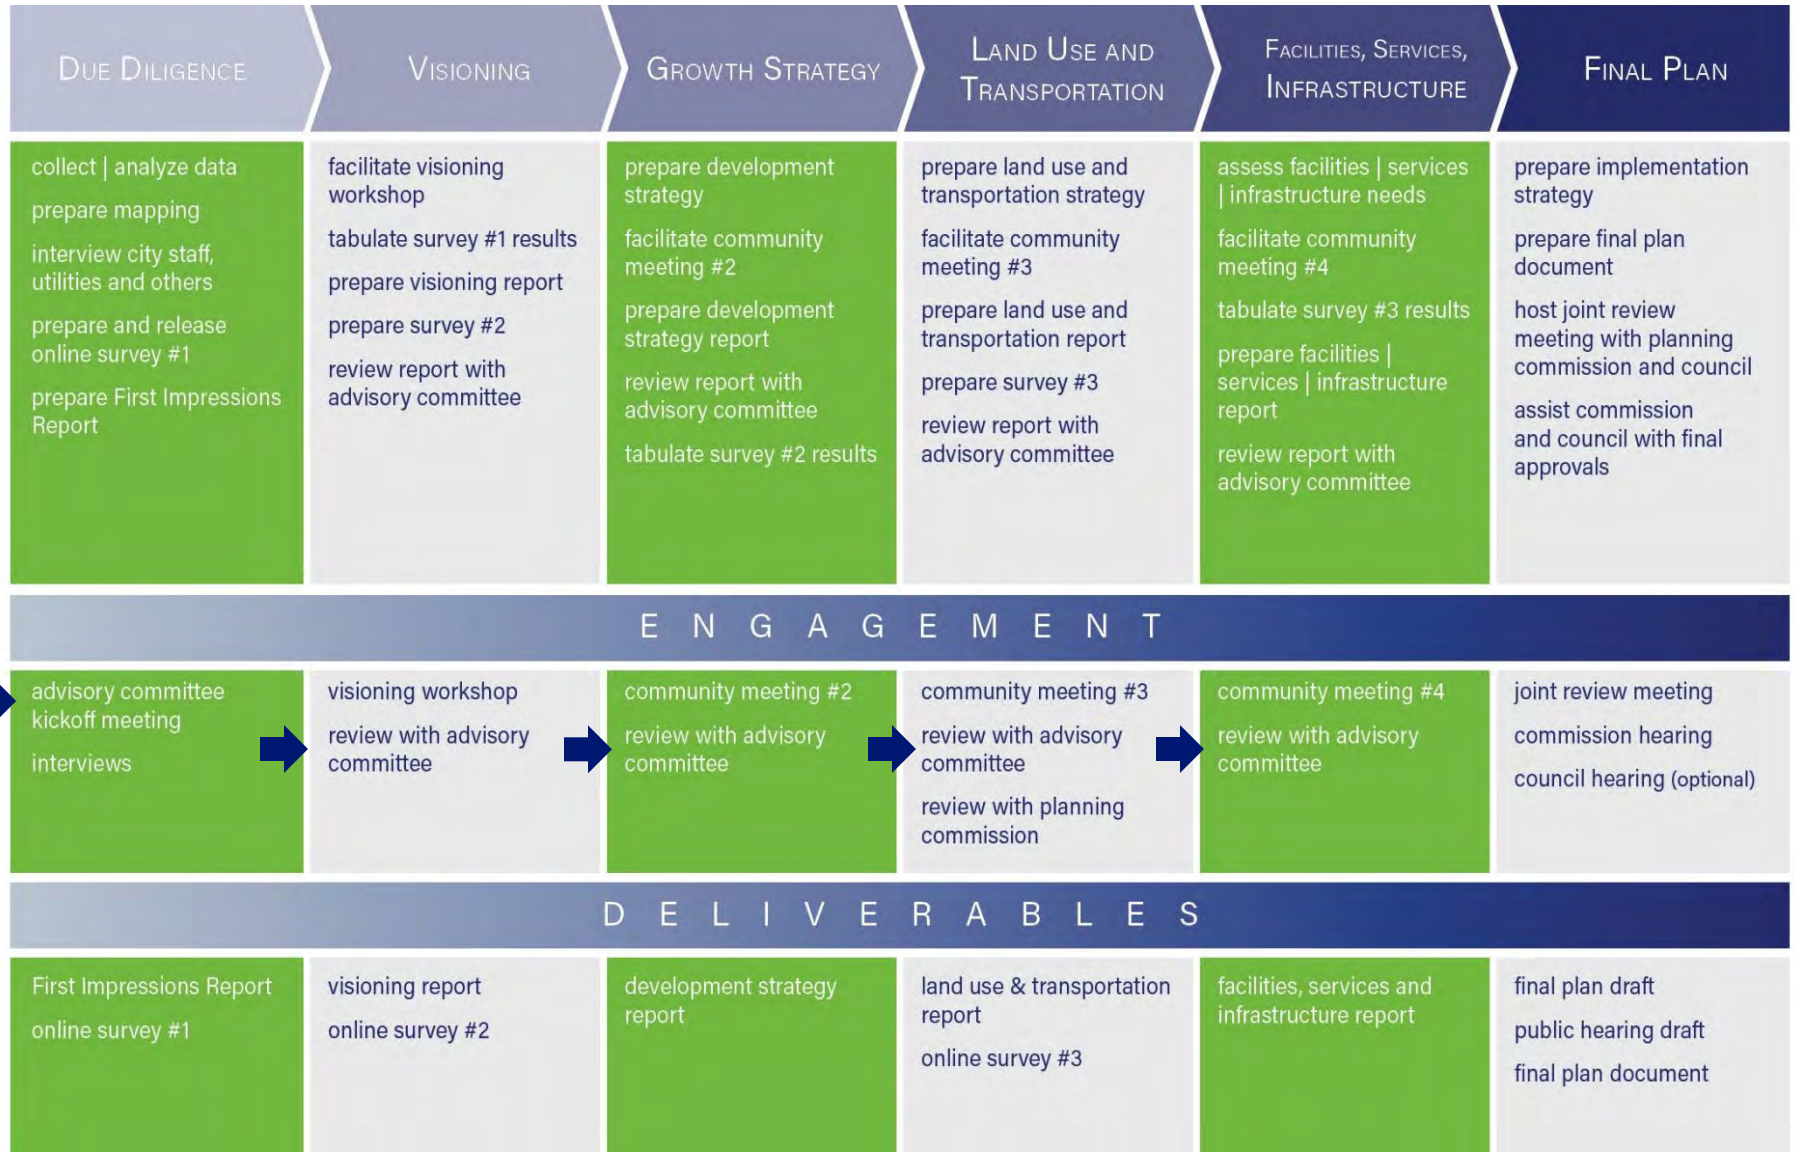 DUE DILIGENCE
VISIONING
GROWTH STRATEGY
LAND USE AND
TRANSPORTATION
FACILITIES, SERVICES,
INFRASTRUCTURE
FINAL PLAN
collect | analyze data
prepare mapping
interview city staff,
utilities and others
prepare and release
online survey #1
prepare First Impressions
Report
facilitate visioning
workshop
tabulate survey #1 results
prepare visioning report
prepare survey #2
review report with
advisory committee
prepare development
strategy
facilitate community
meeting #2
prepare development
strategy report
review report with
advisory committee
tabulate survey #2 results
prepare land use and
transportation strategy
facilitate community
meeting #3
prepare land use and
transportation report
prepare survey #3
review report with
advisory committee
assess facilities | services
| infrastructure needs
facilitate community
meeting #4
tabulate survey #3 results
prepare facilities |
services | infrastructure
report
review report with
advisory committee
prepare implementation
strategy
prepare final plan
document
host joint review
meeting with planning
commission and council
assist commission
and council with final
approvals
ENGAGEMENT
advisory committee
kickoff meeting
interviews
visioning workshop
review with advisory
committee
community meeting #2
review with advisory
committee
community meeting #3
review with advisory
committee
review with planning
commission
community meeting #4
review with advisory
committee
joint review meeting
commission hearing
council hearing (optional)
DELIVERABLES
First Impressions Report
online survey #1
visioning report
online survey #2
development strategy
report
land use & transportation
report
online survey #3
facilities, services and
infrastructure report
final plan draft
public hearing draft
final plan document